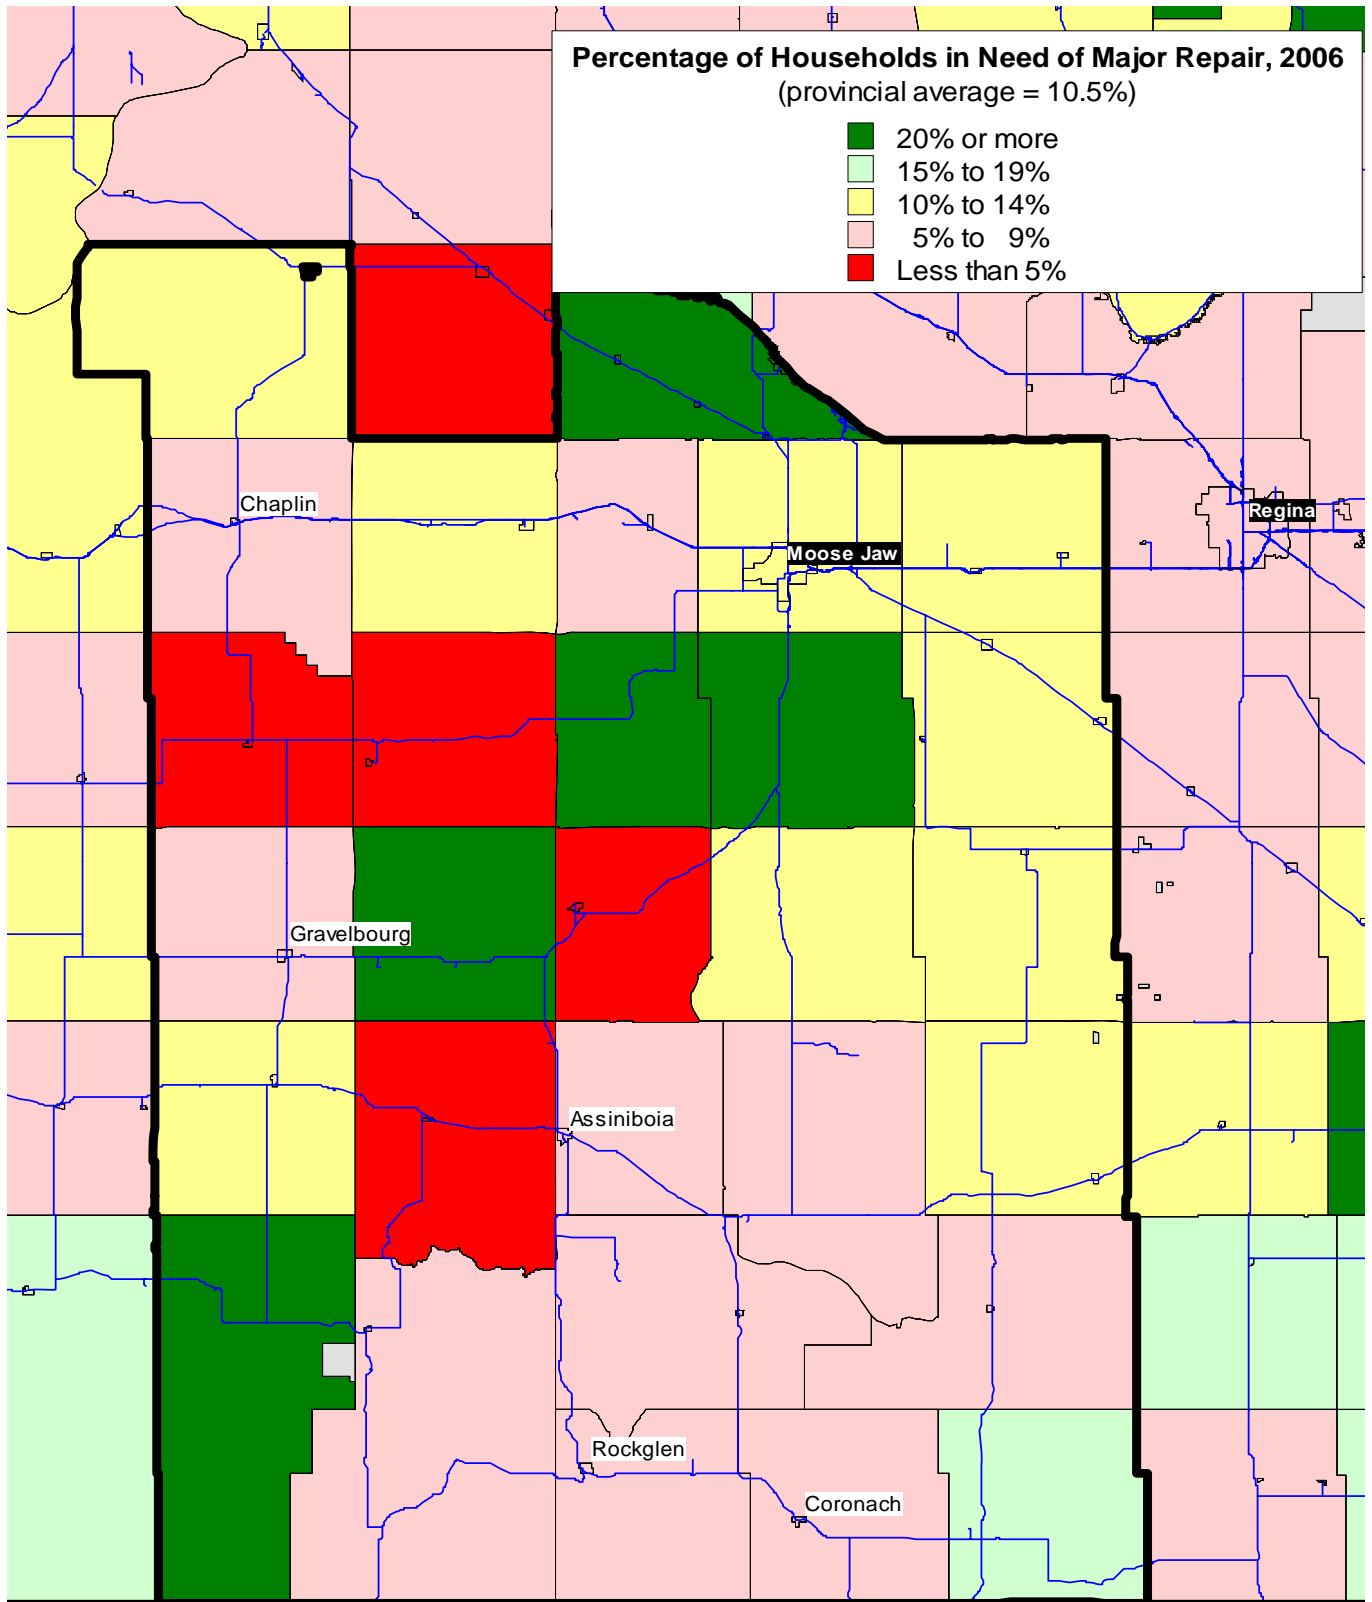 Percentage of Households in Need of Major Repair, 2006
(provincial average = 10.5%)
20% or more
15% to 19%
10% to 14%
5% to 9%
Less than 5%
Chaplin
Regina
Moose Jaw
Gravelbourg
Assiniboia
Rockglen
Coronach